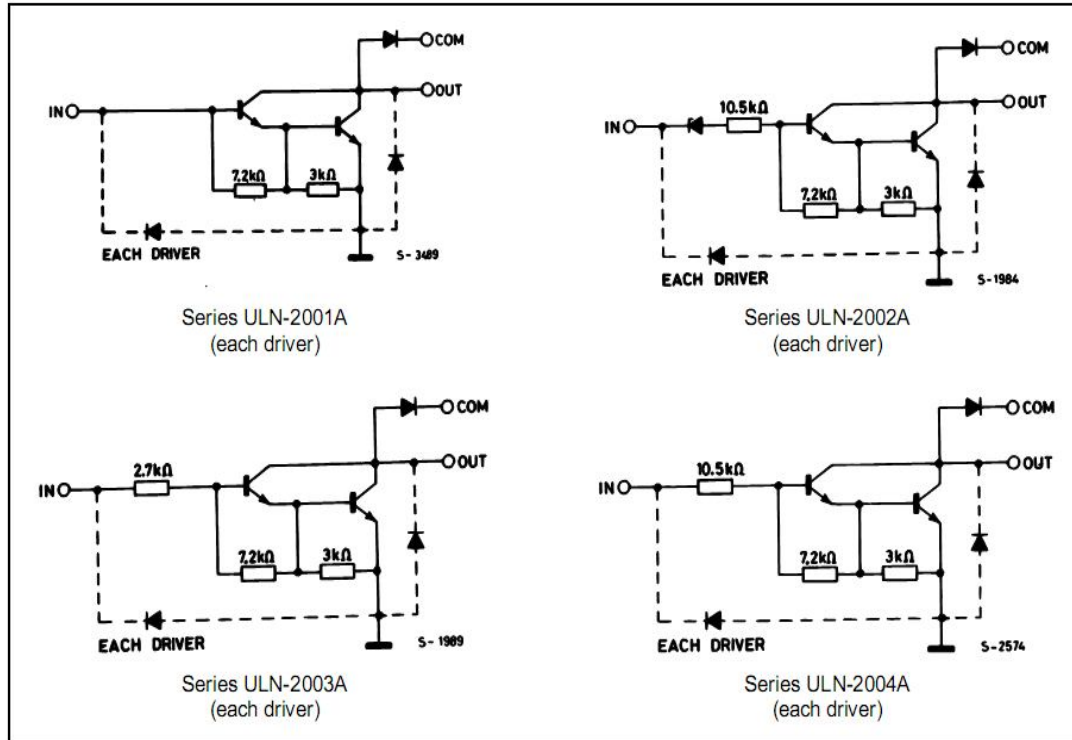 COM
OUT
IN
7.2kΩ
3kΩ
EACH DRIVER
S-3489
Series ULN-2001A
(each driver)
COM
OUT
IN
10.5kΩ
7.2kΩ
3kΩ
EACH DRIVER
S-1984
Series ULN-2002A
(each driver)
COM
OUT
IN
2.7kΩ
7.2kΩ
3kΩ
EACH DRIVER
S-1989
Series ULN-2003A
(each driver)
COM
OUT
IN
10.5kΩ
7.2kΩ
3kΩ
EACH DRIVER
S-2574
Series ULN-2004A
(each driver)